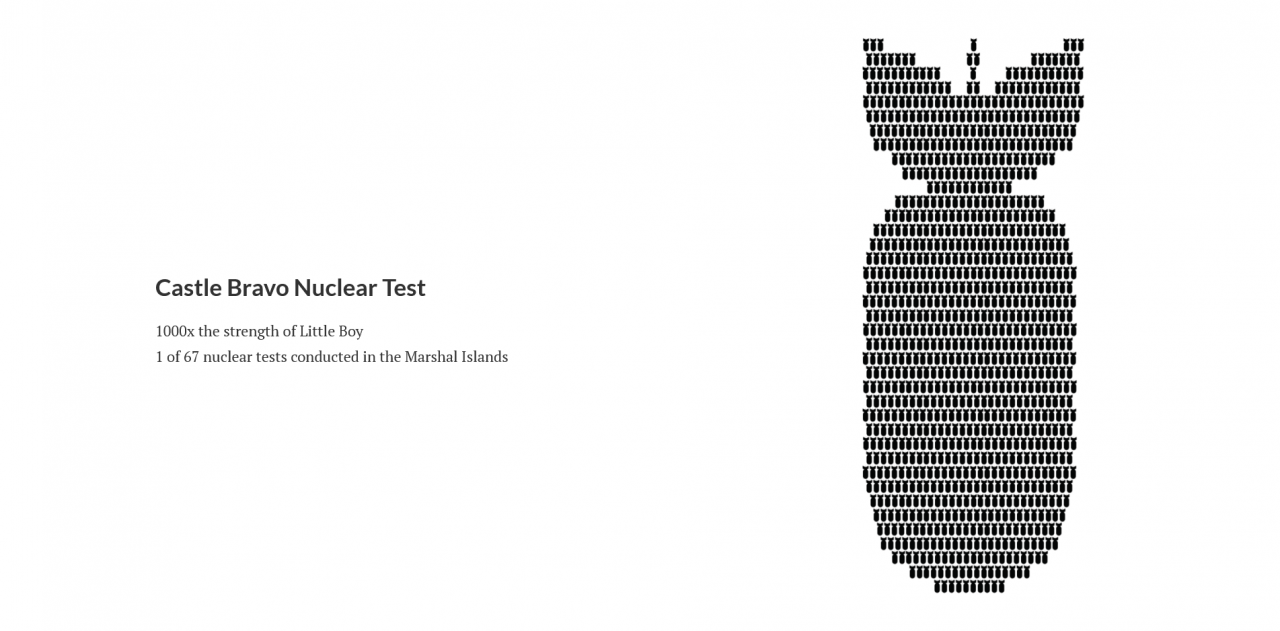 Castle Bravo Nuclear Test
1000x the strength of Little Boy
1 of 67 nuclear tests conducted in the Marshal Islands